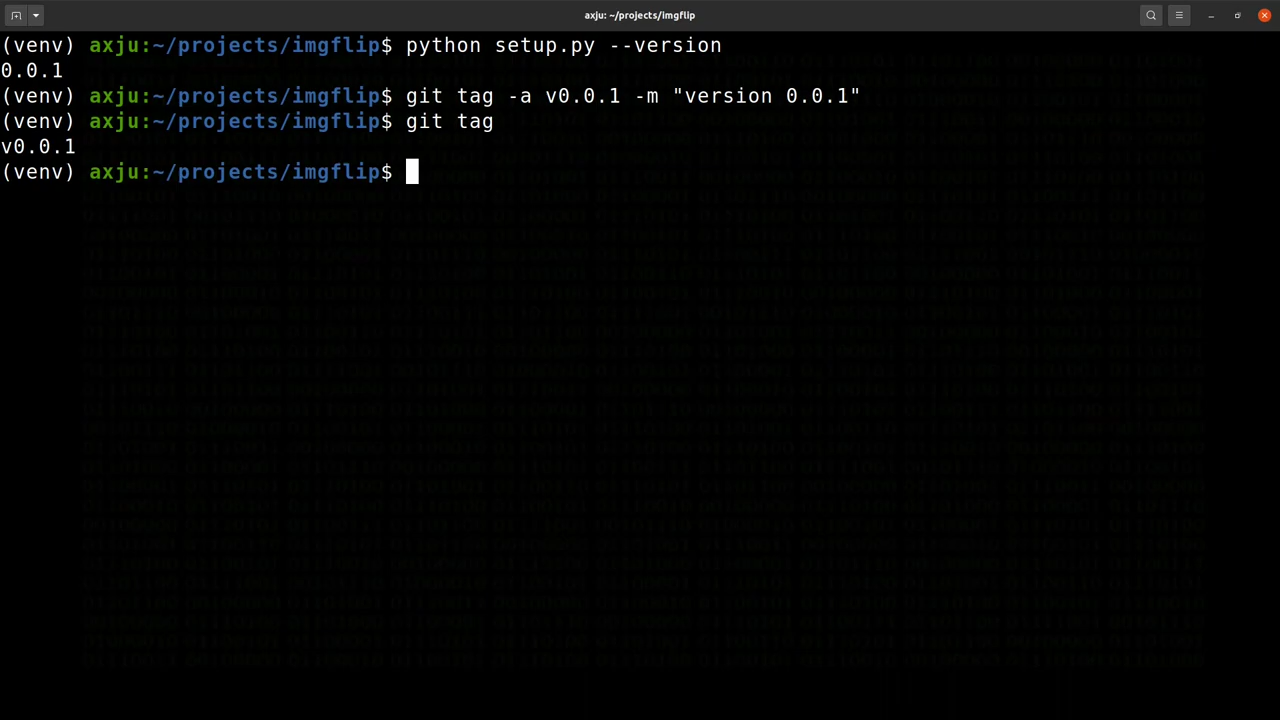 axju: ~/projects/imgflip
(venv) axju:~/projects/imgflip$ python setup.py --version
0.0.1
(venv) axju:~/projects/imgflip$ git tag -a v0.0.1 -m "version 0.0.1"
(venv) axju:~/projects/imgflip$ git tag
v0.0.1
(venv) axju:~/projects/imgflip$